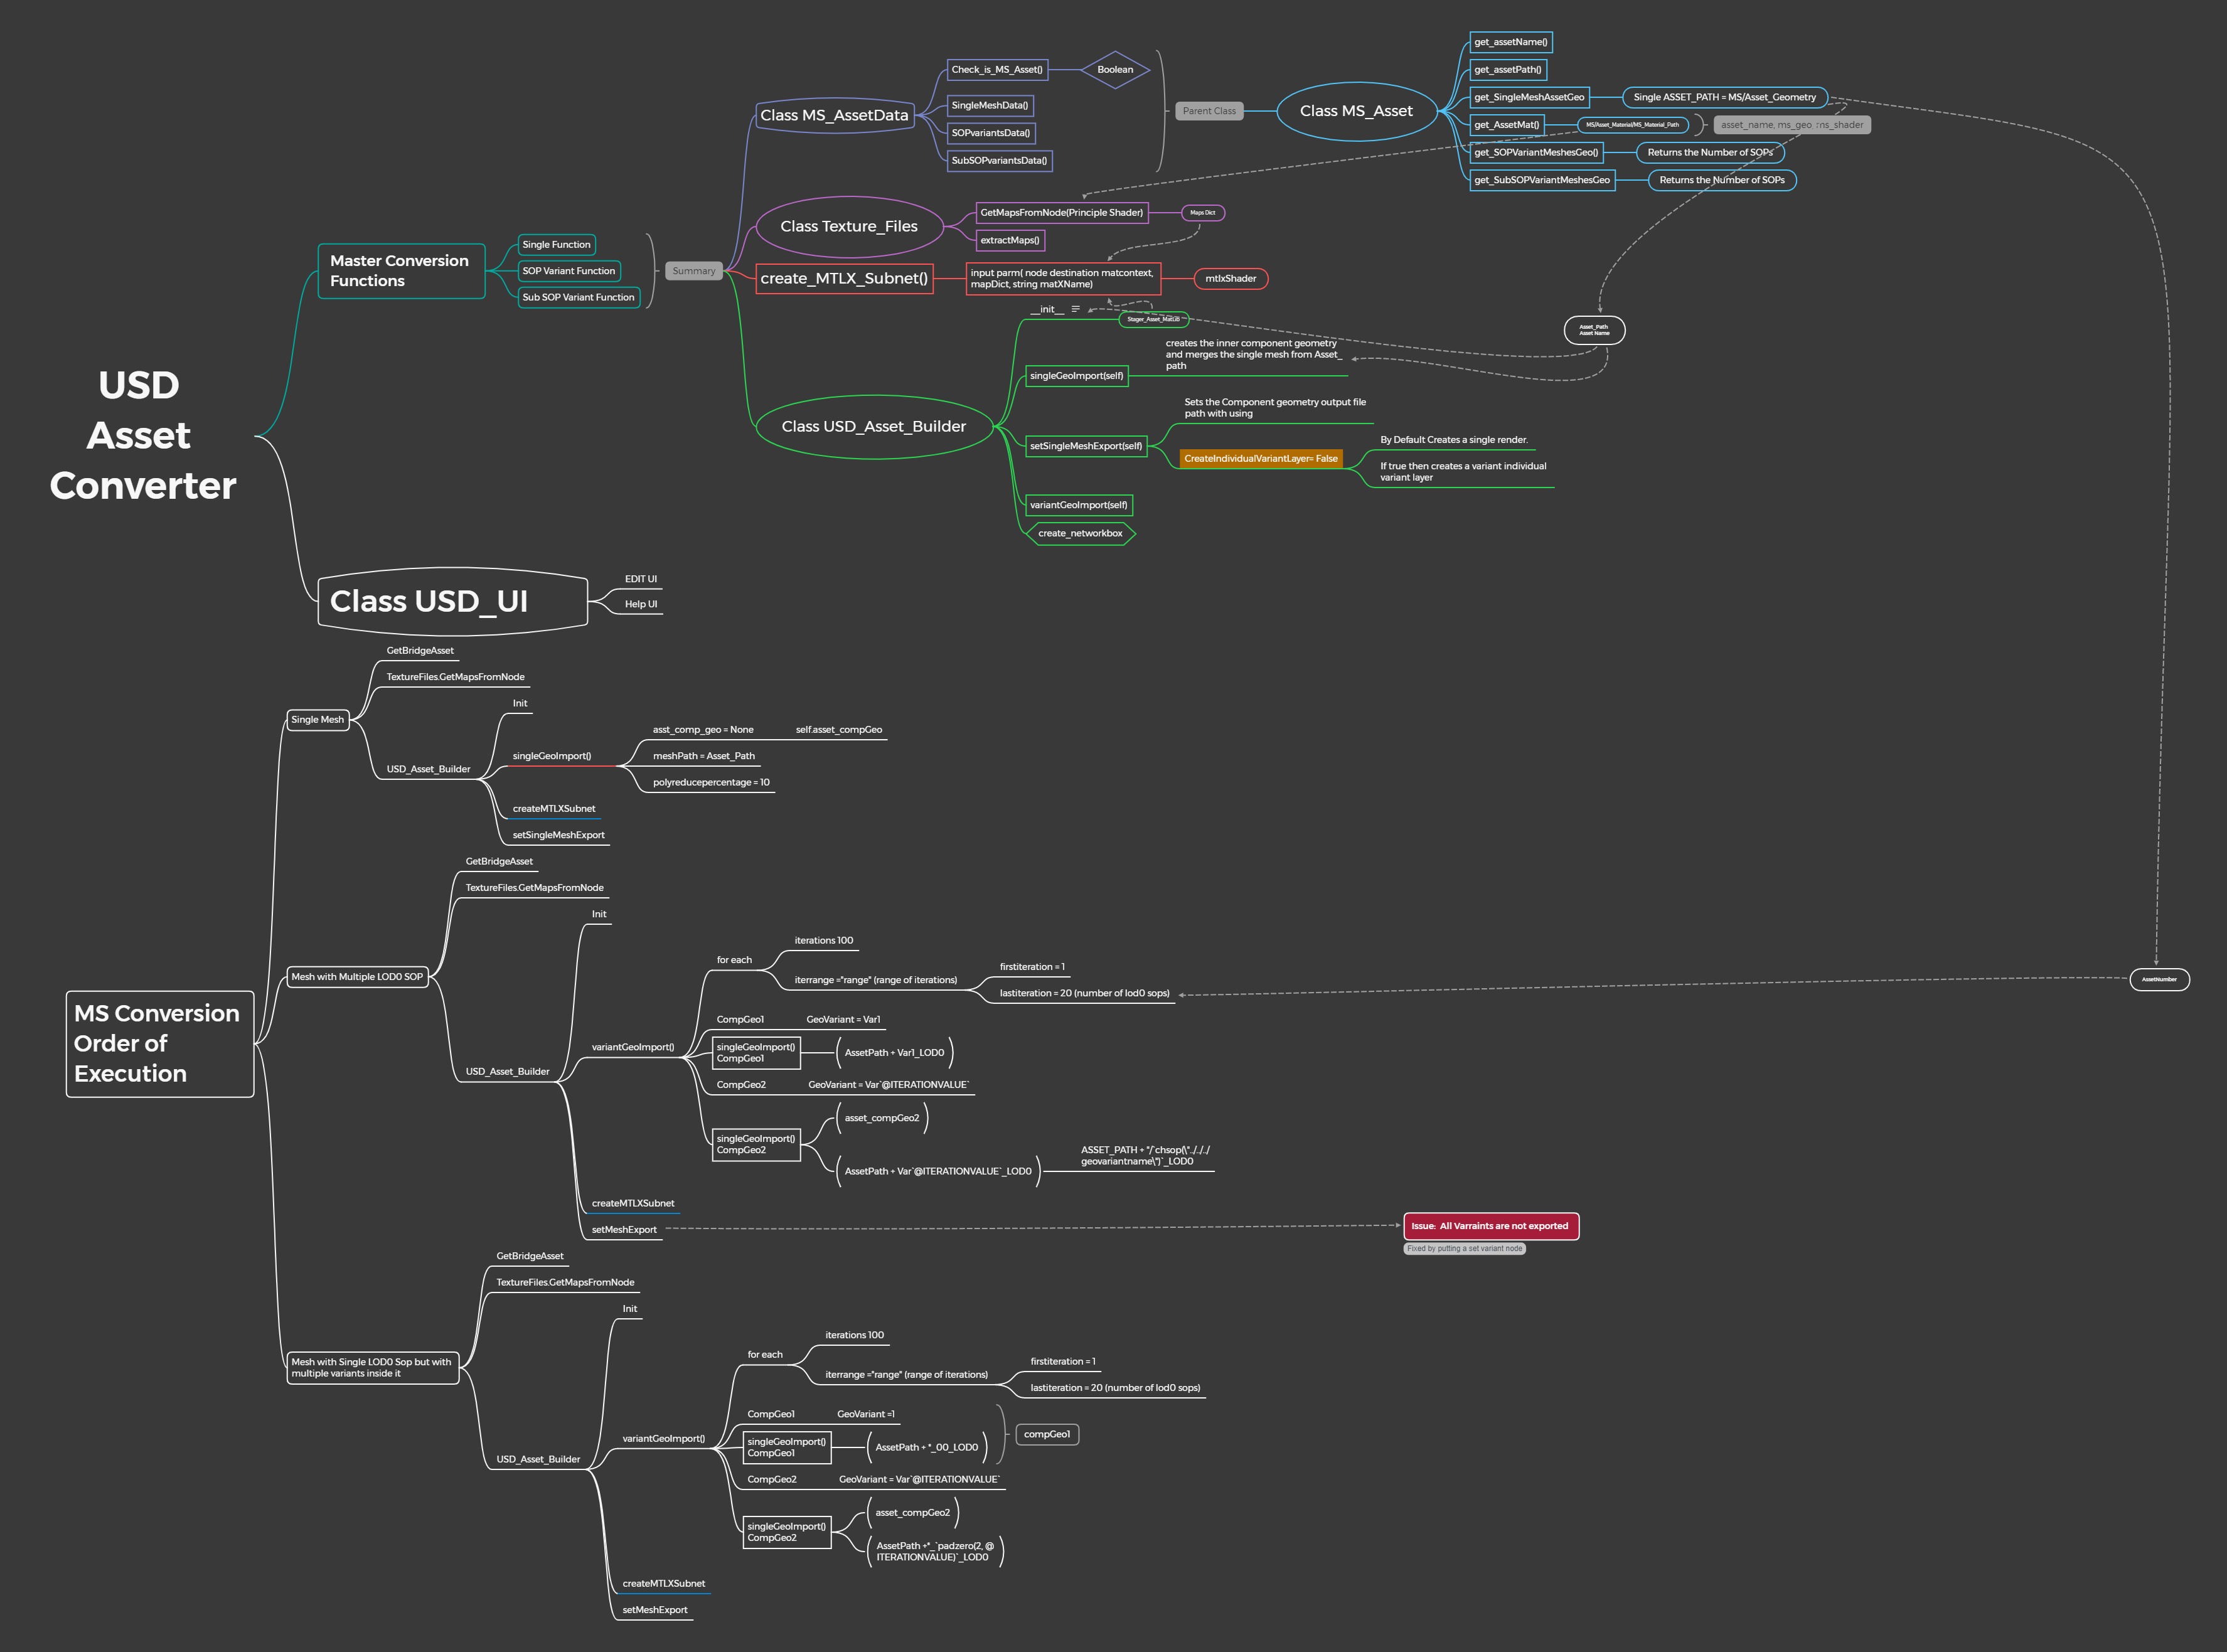 USD
Asset
Converter
Master Conversion
Functions
Single Function
SOP Variant Function
Sub SOP Variant Function
Summary
Class MS_AssetData
Check_is_MS_Asset()
Boolean
SingleMeshData()
SOPvariantsData()
SubSOPvariantsData()
Parent Class
Class MS_Asset
get_assetName()
get_assetPath()
get_SingleMeshAssetGeo
Single ASSET_PATH = MS/Asset_Geometry
get_AssetMat()
MS/Asset_Material/MS_Material_Path
asset_name, ms_geo :ms_shader
get_SOPVariantMeshesGeo()
Returns the Number of SOPs
get_SubSOPVariantMeshesGeo
Returns the Number of SOPs
Class Texture_Files
GetMapsFromNode(Principle Shader)
Maps Dict
extractMaps()
create_MTLX_Subnet()
input parm( node destination matcontext,
mapDict, string matXName)
mtlxShader
Class USD_Asset_Builder
__init__
Asset_Path
Asset Name
singleGeoImport(self)
creates the inner component geometry
and merges the single mesh from Asset_
path
setSingleMeshExport(self)
Sets the Component geometry output file
path with using
CreateIndividualVariantLayer= False
By Default Creates a single render.
If true then creates a variant individual
variant layer
variantGeoImport(self)
create_networkbox
Class USD_UI
EDIT UI
Help UI
MS Conversion
Order of
Execution
Single Mesh
GetBridgeAsset
TextureFiles.GetMapsFromNode
USD_Asset_Builder
Init
singleGeoImport()
asst_comp_geo = None
self.asset_compGeo
meshPath = Asset_Path
polyreducepercentage = 10
createMTLXSubnet
setSingleMeshExport
Mesh with Multiple LOD0 SOP
GetBridgeAsset
TextureFiles.GetMapsFromNode
USD_Asset_Builder
Init
variantGeoImport()
for each
iterations 100
iterrange ="range" (range of iterations)
firstiteration = 1
lastiteration = 20 (number of lod0 sops)
AssetNumber
CompGeo1
GeoVariant = Var1
singleGeoImport()
CompGeo1
AssetPath + Var1_LOD0
CompGeo2
GeoVariant = Var`@ITERATIONVALUE`
singleGeoImport()
CompGeo2
asset_compGeo2
AssetPath + Var`@ITERATIONVALUE`_LOD0
ASSET_PATH + "/`chsop(\"../../../
geovariantname\")`_LOD0
createMTLXSubnet
setMeshExport
Issue: All Varraints are not exported
Fixed by putting a set variant node
Mesh with Single LOD0 Sop but with
multiple variants inside it
GetBridgeAsset
TextureFiles.GetMapsFromNode
USD_Asset_Builder
Init
variantGeoImport()
for each
iterations 100
iterrange ="range" (range of iterations)
firstiteration = 1
lastiteration = 20 (number of lod0 sops)
CompGeo1
GeoVariant =1
singleGeoImport()
CompGeo1
AssetPath + *_00_LOD0
compGeo1
CompGeo2
GeoVariant = Var`@ITERATIONVALUE`
singleGeoImport()
CompGeo2
asset_compGeo2
AssetPath +*_`padzero(2, @
ITERATIONVALUE)`_LOD0
createMTLXSubnet
setMeshExport